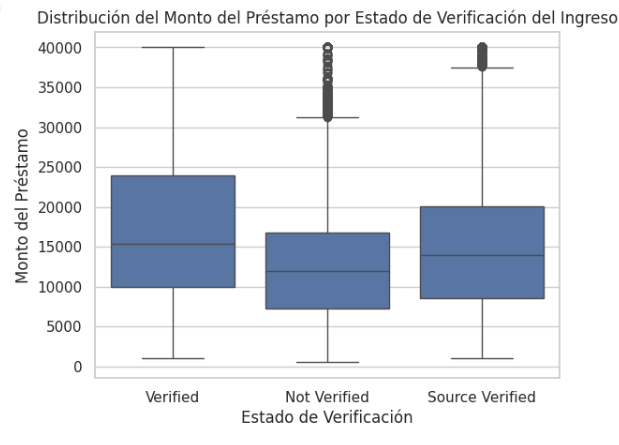 Distribución del Monto del Préstamo por Estado de Verificación del Ingreso
Monto del Préstamo
40000
35000
30000
25000
20000
15000
10000
5000
0
Verified
Not Verified
Source Verified
Estado de Verificación